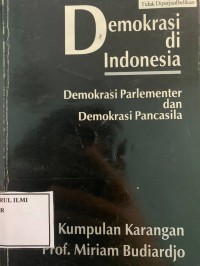 Tidak Diperjualbelikan
Demokrasi
di
Indonesia
Demokrasi Parlementer
dan
Demokrasi Pancasila
RUL ILMI
R
Kumpulan Karangan
Prof. Miriam Budiardjo